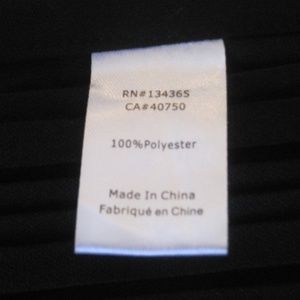 RN#134365
CA#40750
100%Polyester
Made In China
Fabriqué en Chine